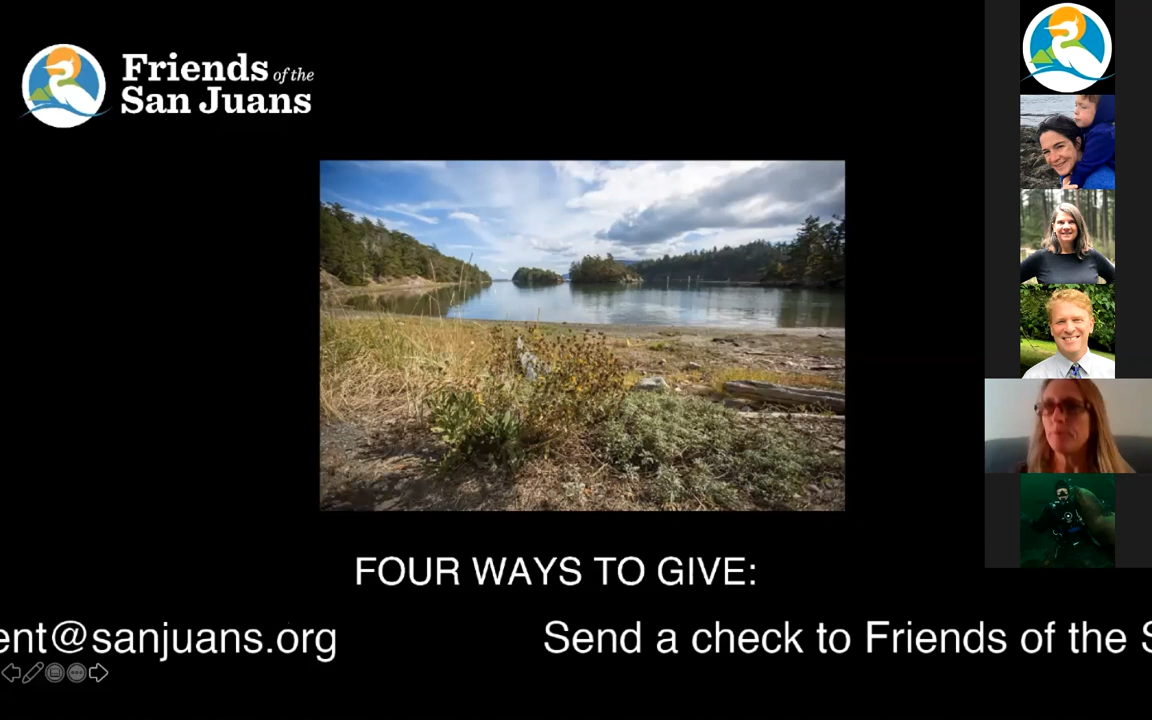 Friends of the
San Juans
FOUR WAYS TO GIVE:
ent@sanjuans.org
Send a check to Friends of the S